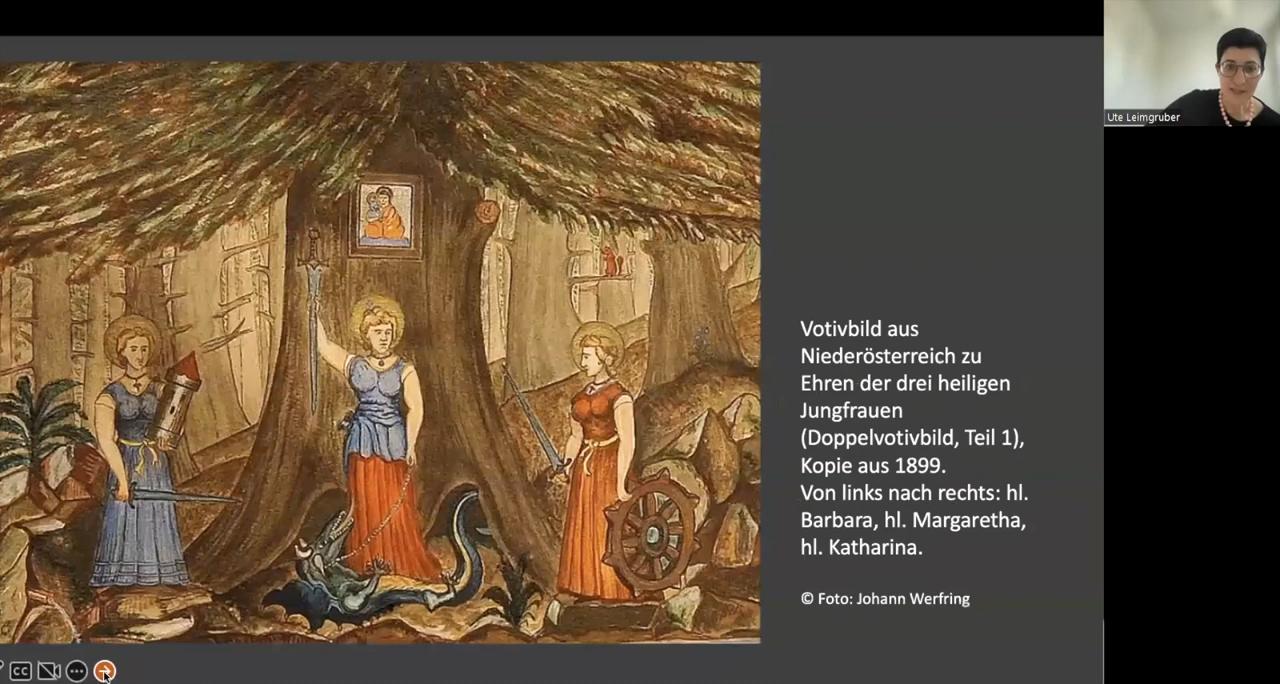 Ute Leimgruber
Votivbild aus
Niederösterreich zu
Ehren der drei heiligen
Jungfrauen
(Doppelvotivbild, Teil 1),
Kopie aus 1899.
Von links nach rechts: hl.
Barbara, hl. Margaretha,
hl. Katharina.
© Foto: Johann Werfring
CC